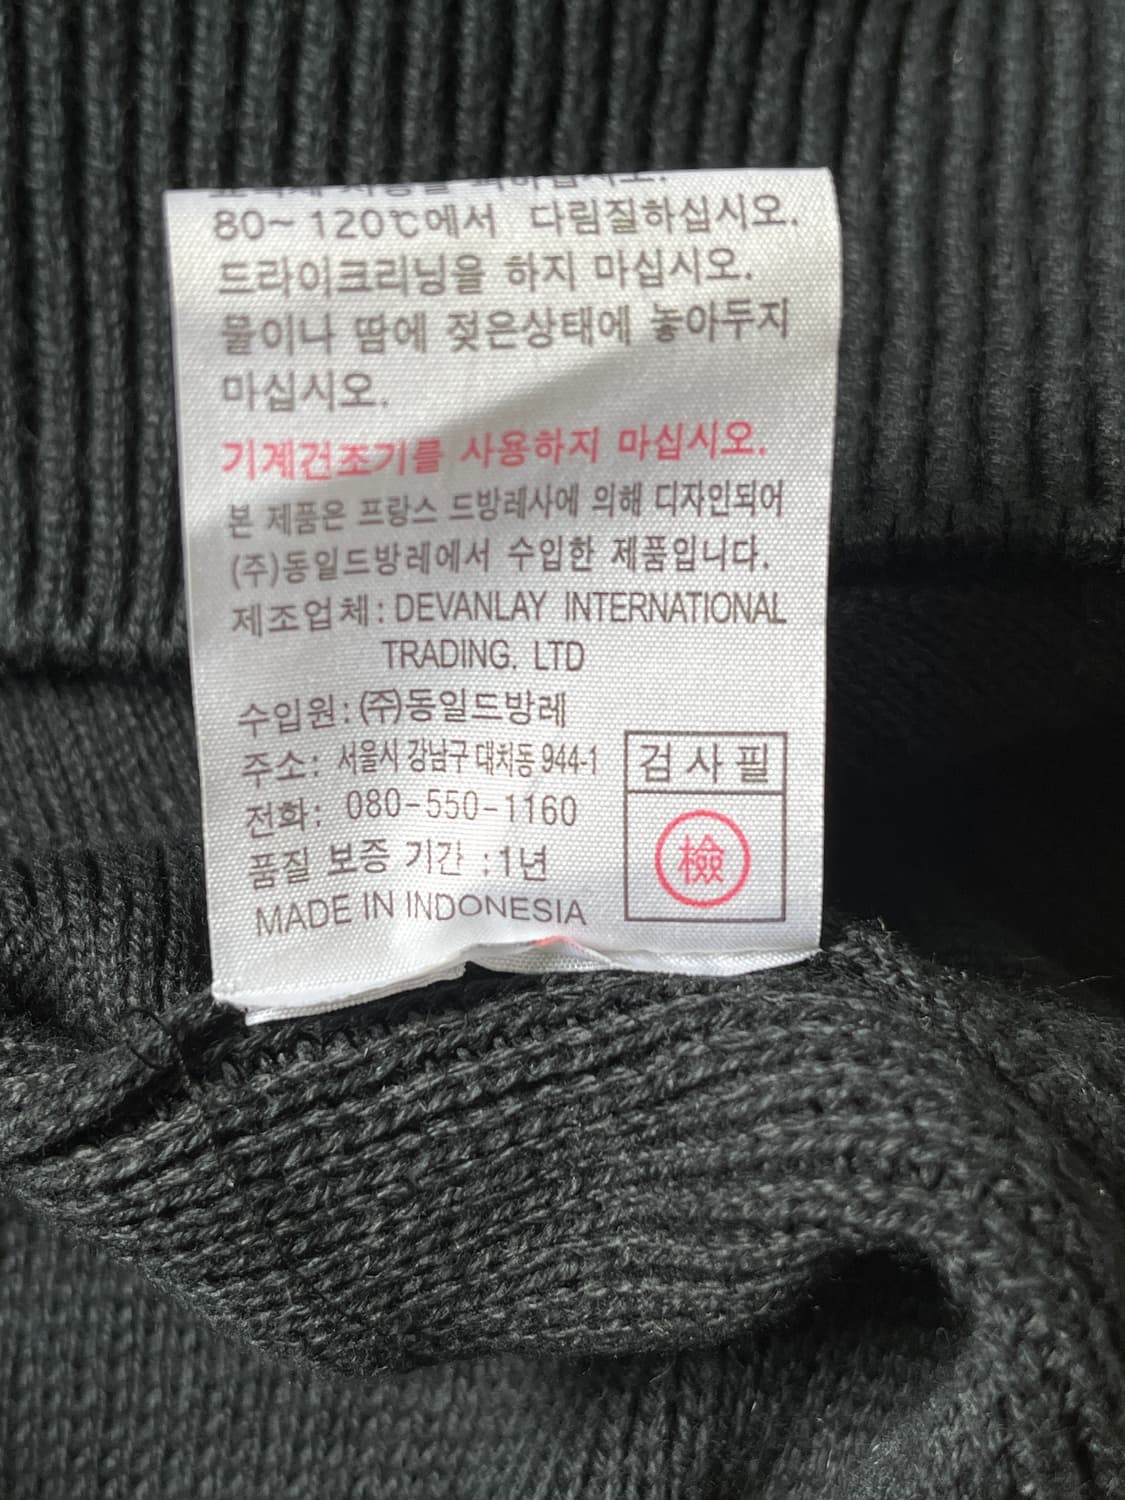 80~120℃에서 다림질하십시오.
드라이크리닝을 하지 마십시오.
물이나 땀에 젖은상태에 놓아두지
마십시오.
기계건조기를 사용하지 마십시오.
본 제품은 프랑스 드방레사에 의해 디자인되어
(주)동일드방레에서 수입한 제품입니다.
제조업체: DEVANLAY INTERNATIONAL
TRADING. LTD
수입원: (주)동일드방레
주소: 서울시 강남구 대치동 944-1
전화: 080-550-1160
품질 보증 기간 :1년
MADE IN INDONESIA
검사필
檢